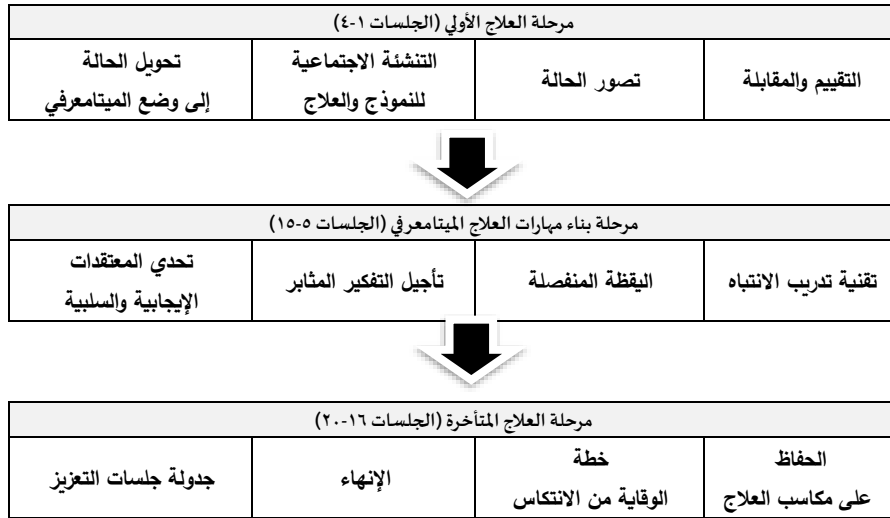 مرحلة العلاج الأولي (الجلسات ١-٤)
التقييم والمقابلة
تصور الحالة
التنشئة الاجتماعية
للنموذج والعلاج
تحويل الحالة
إلى وضع الميتامعرفي
مرحلة بناء مهارات العلاج الميتامعرفي (الجلسات ٥-١٥)
تقنية تدريب الانتباه
اليقظة المنفصلة
تأجيل التفكير المثابر
تحدي المعتقدات
الإيجابية والسلبية
مرحلة العلاج المتأخرة (الجلسات ١٦-٢٠)
الحفاظ
على مكاسب العلاج
خطة
الوقاية من الانتكاس
الإنهاء
جدولة جلسات التعزيز